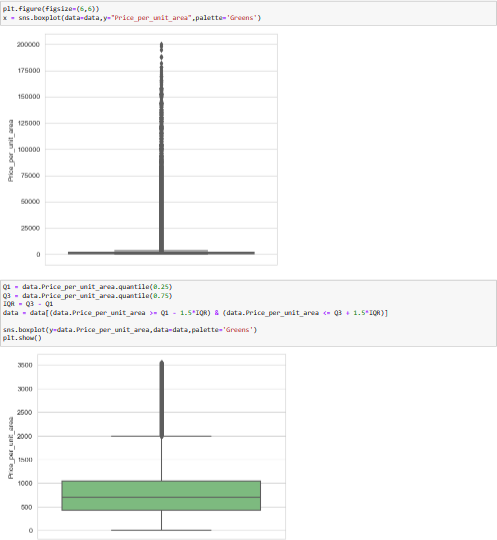 plt.figure(figsize=(6,6))
x = sns.boxplot(data=data,y="Price_per_unit_area",palette='Greens')
200000
175000
150000
125000
100000
75000
50000
25000
0
Price_per_unit_area
Q1 = data.Price_per_unit_area.quantile(0.25)
Q3 = data.Price_per_unit_area.quantile(0.75)
IQR = Q3 - Q1
data = data[(data.Price_per_unit_area >= Q1 - 1.5*IQR) & (data.Price_per_unit_area <= Q3 + 1.5*IQR)]
sns.boxplot(y=data.Price_per_unit_area,data=data,palette='Greens')
plt.show()
3500
3000
2500
2000
1500
1000
500
0
Price_per_unit_area